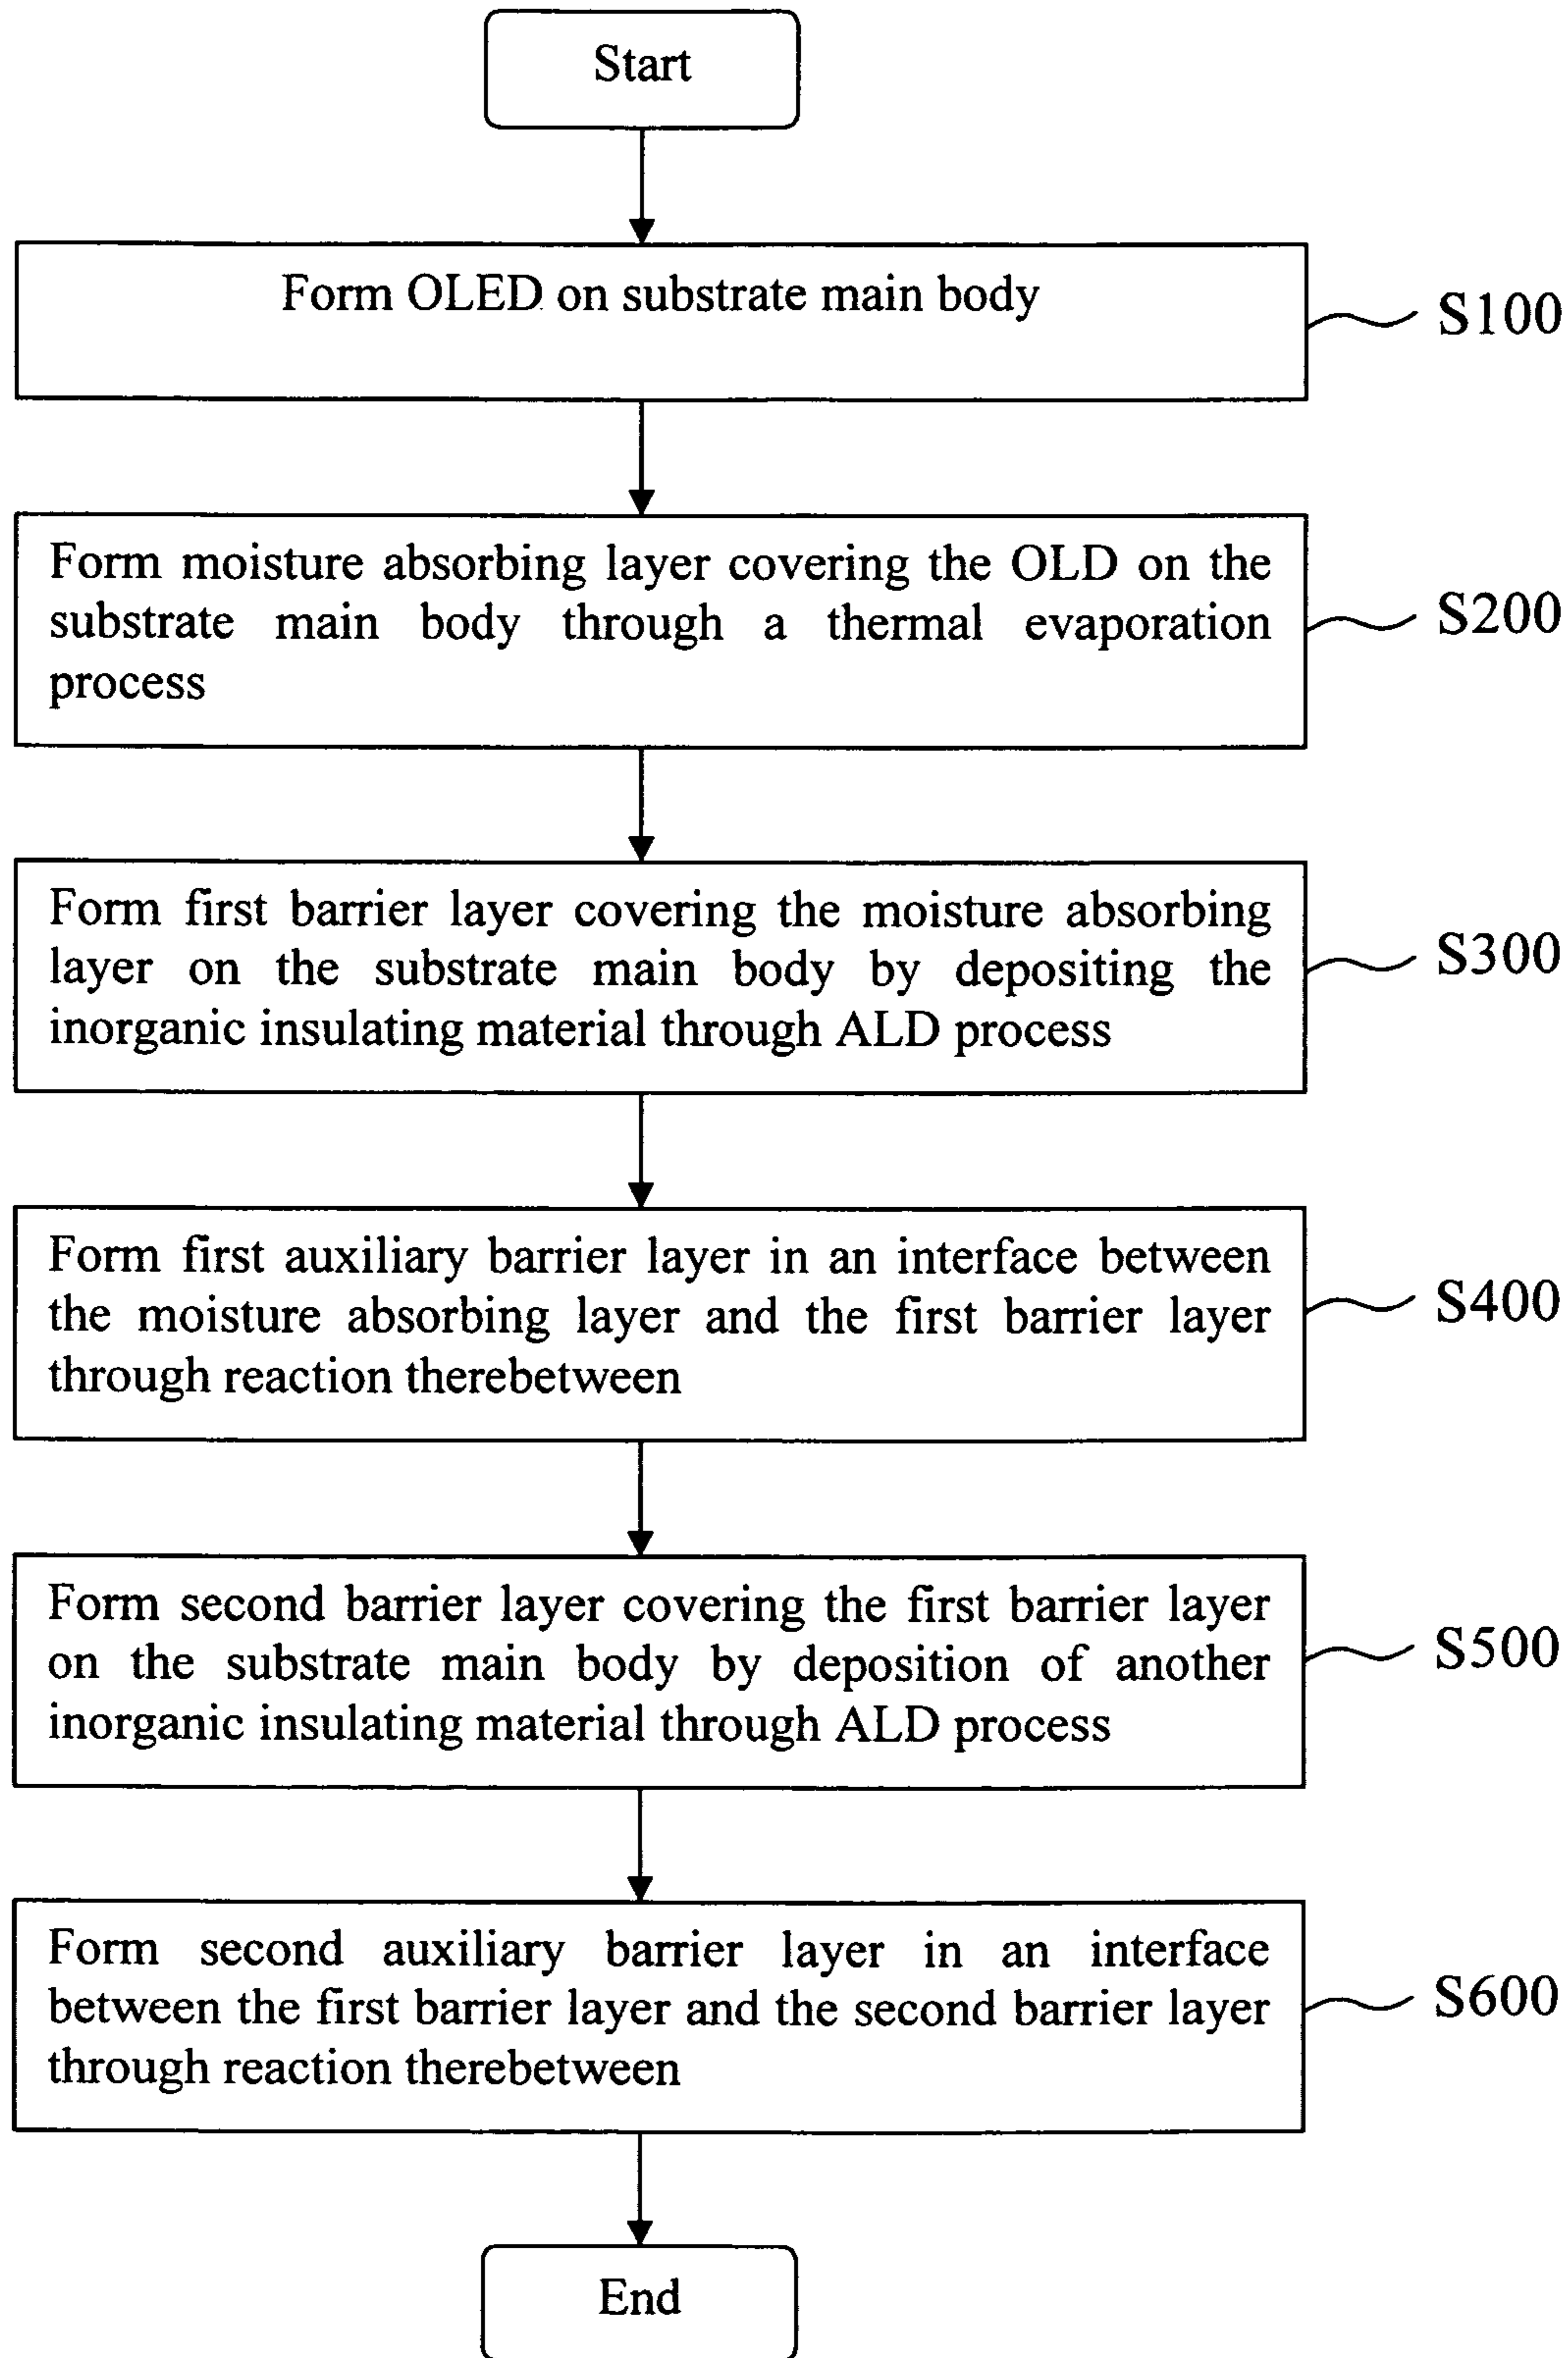 Start
Form OLED on substrate main body
S100
Form moisture absorbing layer covering the OLD on the
substrate main body through a thermal evaporation
process
S200
Form first barrier layer covering the moisture absorbing
layer on the substrate main body by depositing the
inorganic insulating material through ALD process
S300
Form first auxiliary barrier layer in an interface between
the moisture absorbing layer and the first barrier layer
through reaction therebetween
S400
Form second barrier layer covering the first barrier layer
on the substrate main body by deposition of another
inorganic insulating material through ALD process
S500
Form second auxiliary barrier layer in an interface
between the first barrier layer and the second barrier layer
through reaction therebetween
S600
End